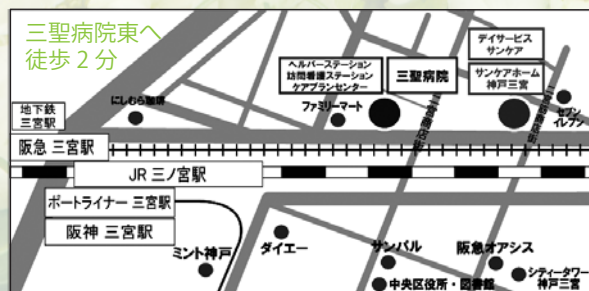 三聖病院東へ
徒歩 2 分
デイサービス
サンケア
ヘルパーステーション
訪問看護ステーション
ケアプランセンター
三聖病院
サンケアホーム
神戸三宮
地下鉄
三宮駅
にしむら珈琲
ファミリーマート
二宮商店街
セブン
イレブン
阪急 三宮駅
JR 三ノ宮駅
ポートライナー 三宮駅
阪神 三宮駅
ミント神戸
ダイエー
サンパル
中央区役所・図書館
阪急オアシス
シティータワー
神戸三宮